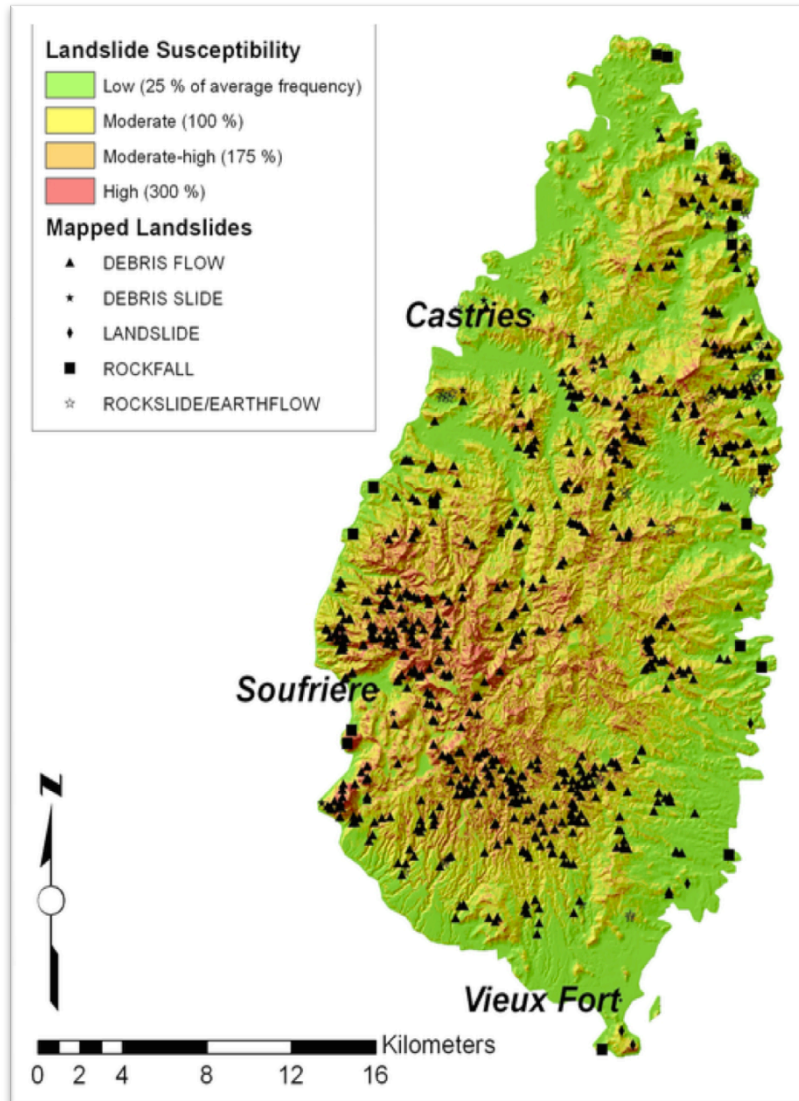 Landslide Susceptibility
Low (25 % of average frequency)
Moderate (100 %)
Moderate-high (175 %)
High (300 %)
Mapped Landslides
DEBRIS FLOW
DEBRIS SLIDE
LANDSLIDE
ROCKFALL
ROCKSLIDE/EARTHFLOW
Castries
Soufriere
N
Vieux Fort
Kilometers
0 2 4 8 12 16